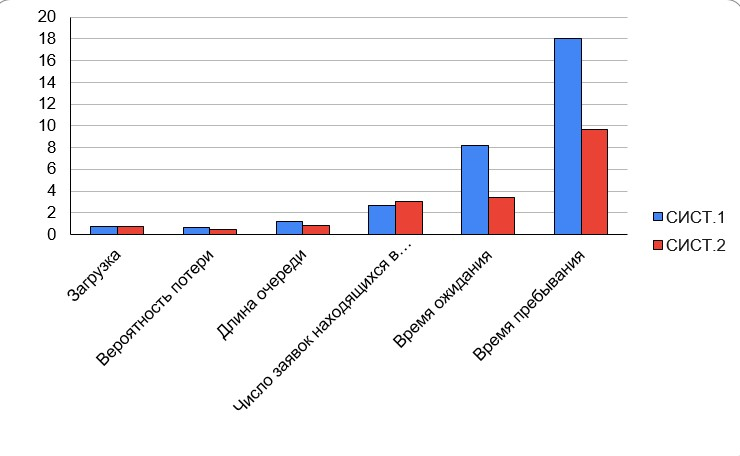 20
18
16
14
12
10
8
6
4
2
0
СИСТ.1
СИСТ.2
Загрузка
Вероятность потери
Длина очереди
Число заявок находящихся в…
Время ожидания
Время пребывания